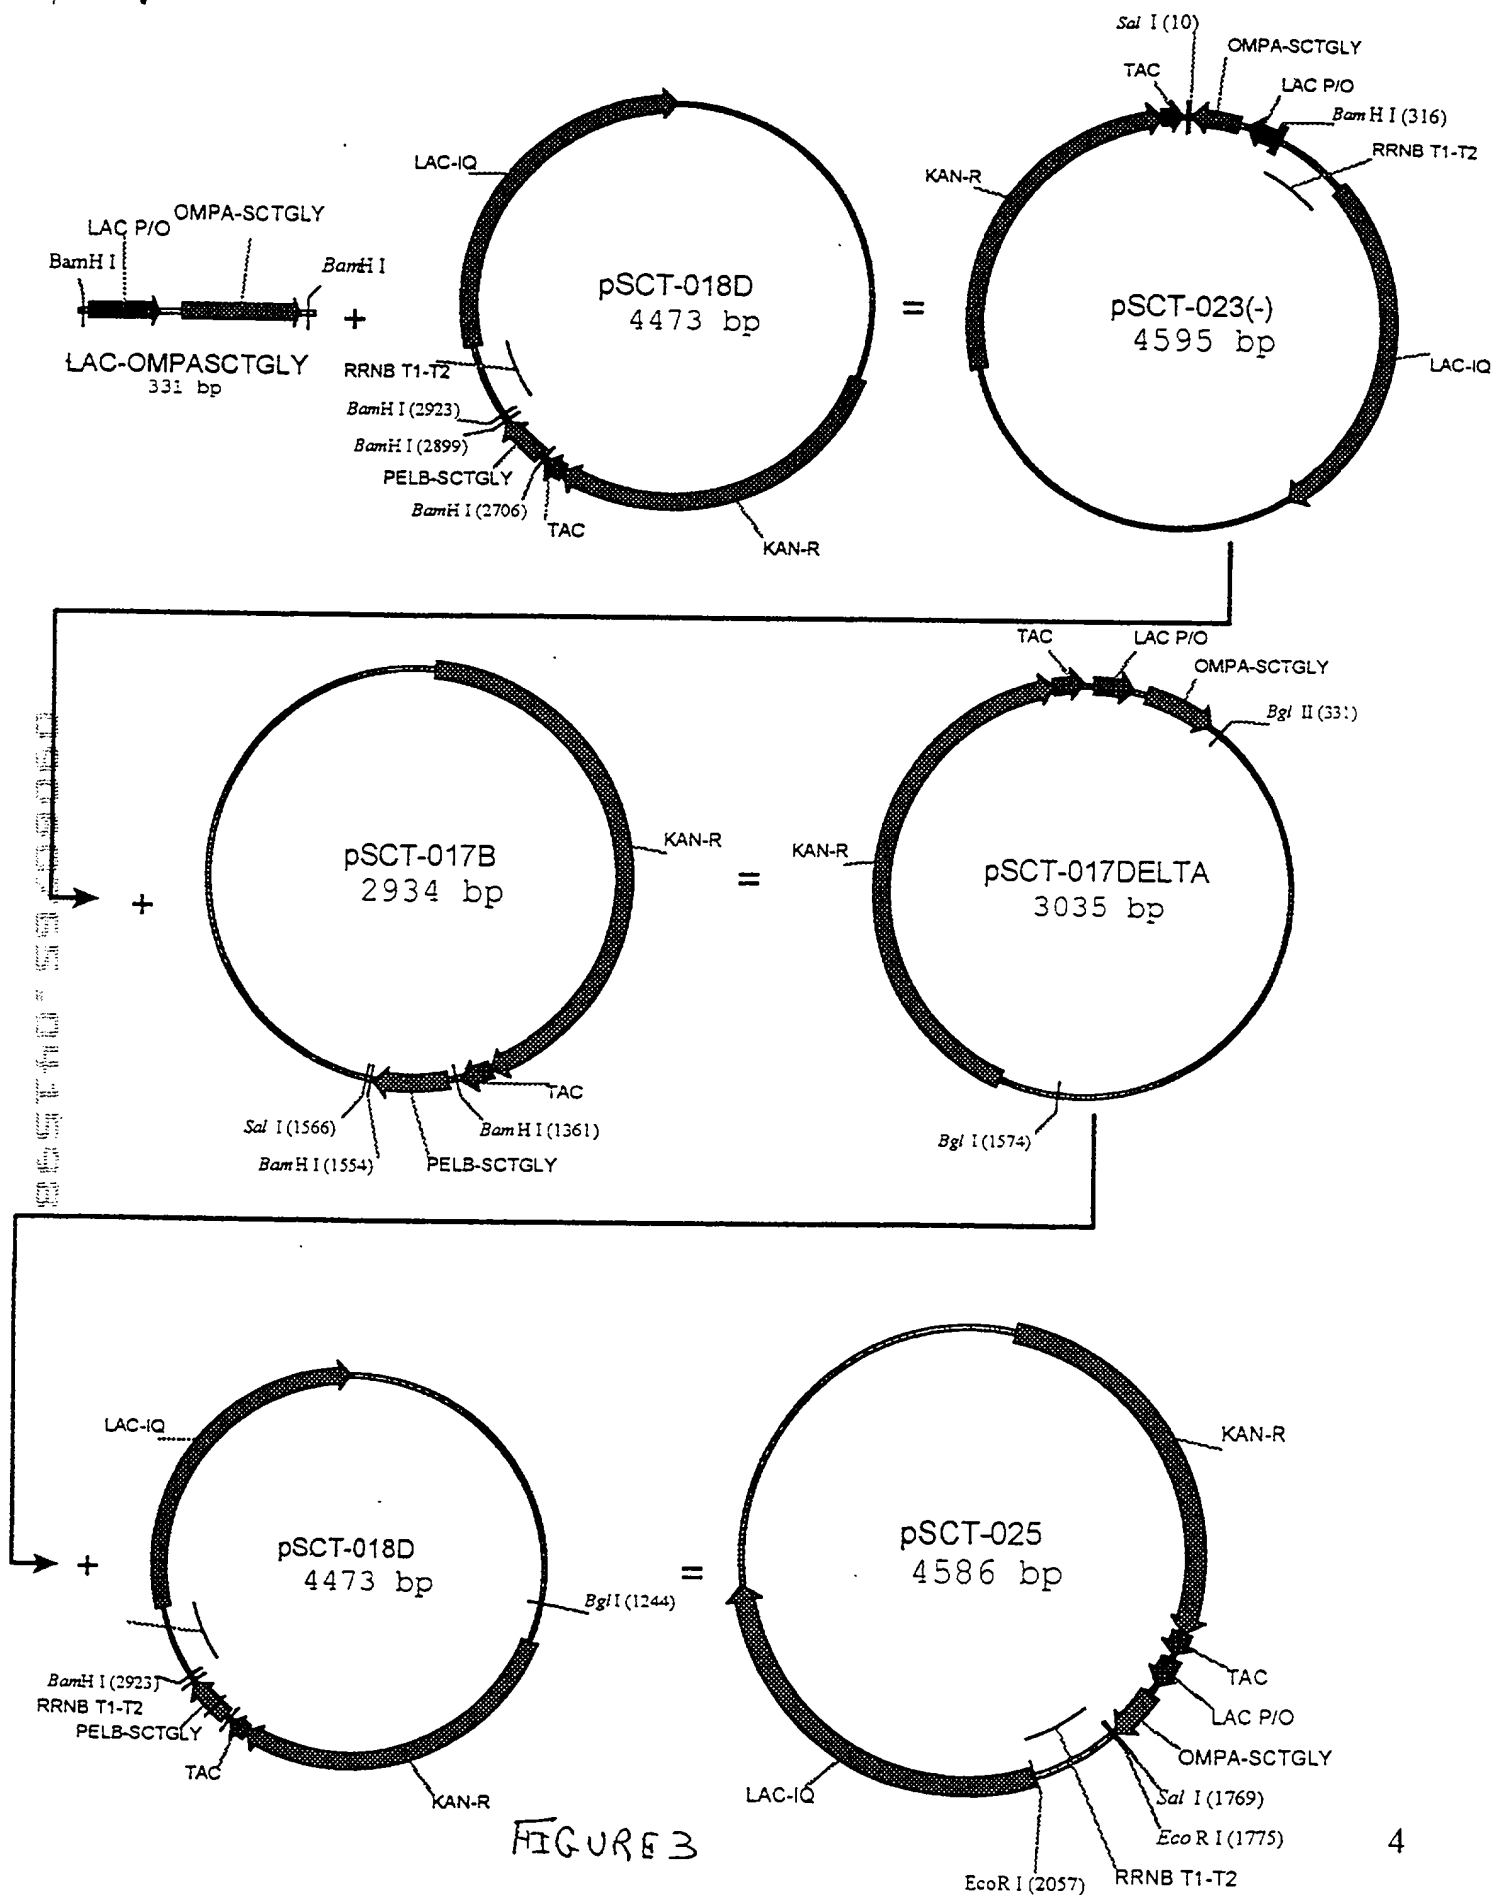 Sal I (10)
OMPA-SCTGLY
TAC
LAC P/O
BamH I (316)
RRNB T1-T2
KAN-R
pSCT-023(-)
4595 bp
LAC-IQ
LAC-IQ
pSCT-018D
4473 bp
RRNB T1-T2
BamH I (2923)
BamH I (2899)
PELB-SCTGLY
BamH I (2706)
TAC
KAN-R
=
LAC P/O
OMPA-SCTGLY
BamH I
BamH I
+
LAC-OMPASCTGLY
331 bp
+
pSCT-017B
2934 bp
KAN-R
TAC
Sal I (1566)
BamH I (1361)
BamH I (1554)
PELB-SCTGLY
=
TAC
LAC P/O
OMPA-SCTGLY
Bgl II (331)
KAN-R
pSCT-017DELTA
3035 bp
Bgl I (1574)
+
LAC-IQ
pSCT-018D
4473 bp
Bgl I (1244)
BamH I (2923)
RRNB T1-T2
PELB-SCTGLY
TAC
KAN-R
=
KAN-R
pSCT-025
4586 bp
TAC
LAC P/O
OMPA-SCTGLY
Sal I (1769)
EcoR I (1775)
RRNB T1-T2
EcoR I (2057)
LAC-IQ
FIGURE 3
4